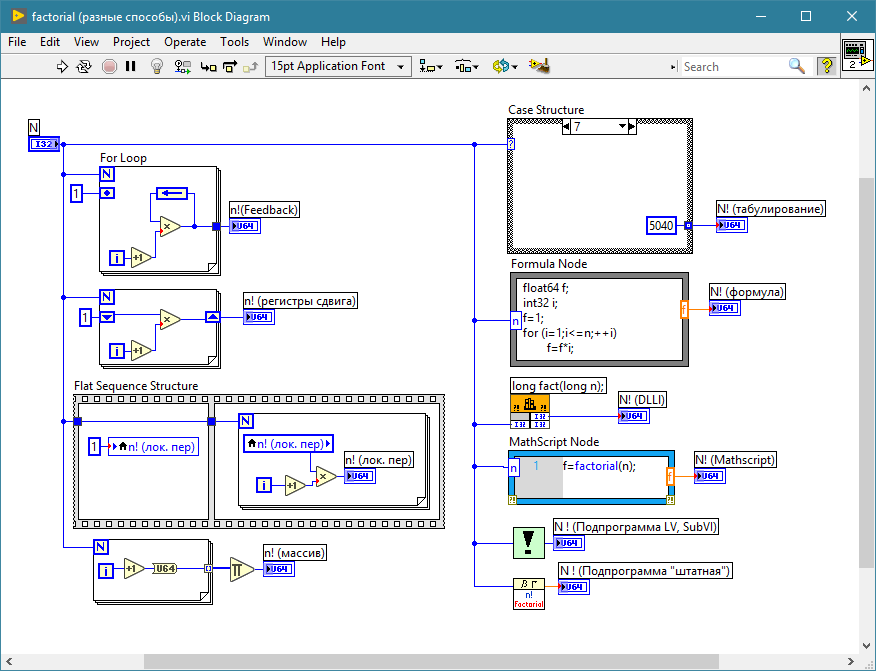 factorial (разные способы).vi Block Diagram
File Edit View Project Operate Tools Window Help
15pt Application Font
Search
?
2
N
I32
For Loop
N
1
i
+1
×
n!(Feedback)
U64
N
1
i
+1
×
n! (регистры сдвига)
U64
Flat Sequence Structure
1
n! (лок. пер)
N
n! (лок. пер)
i
+1
×
n! (лок. пер)
U64
N
i
+1
U64
Π
n! (массив)
U64
Case Structure
7
?
5040
N! (табулирование)
U64
Formula Node
float64 f;
int32 i;
f=1;
for (i=1;i<=n;++i)
f=f*i;
n
f
N! (формула)
U64
long fact(long n);
?! ?!
I32
I32 I32
N! (DLLI)
U64
MathScript Node
n
1
f=factorial(n);
f
?! ?!
N! (Mathscript)
U64
!
N ! (Подпрограмма LV, SubVI)
U64
β Γ
n!
Factorial
N ! (Подпрограмма "штатная")
U64